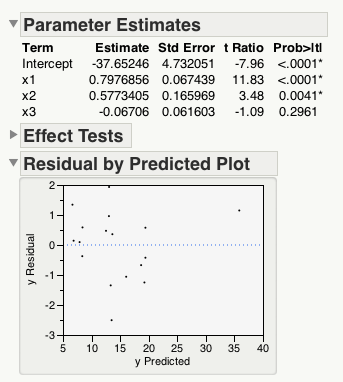 Parameter Estimates
Term Estimate Std Error t Ratio Prob>|t|
Intercept -37.65246 4.732051 -7.96 <.0001*
x1 0.7976856 0.067439 11.83 <.0001*
x2 0.5773405 0.165969 3.48 0.0041*
x3 -0.06706 0.061603 -1.09 0.2961
Effect Tests
Residual by Predicted Plot
2
1
0
-1
-2
-3
y Residual
5 10 15 20 25 30 35 40
y Predicted